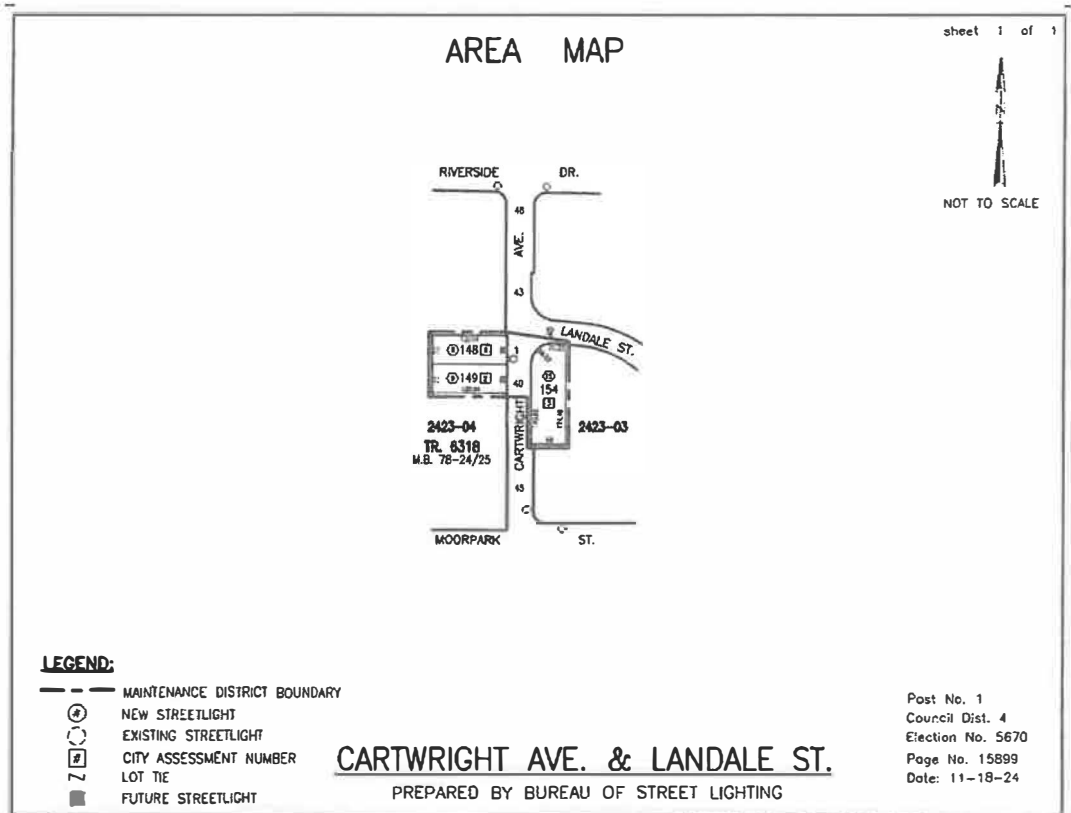 sheet 1 of 1
AREA MAP
NOT TO SCALE
RIVERSIDE DR.
48
AVE.
43
LANDALE ST.
148
1
149
40
154
CARTWRIGHT
2423-04
2423-03
TR. 6318
M.B. 78-24/25
45
MOORPARK ST.
LEGEND:
MAINTENANCE DISTRICT BOUNDARY
# NEW STREETLIGHT
EXISTING STREETLIGHT
# CITY ASSESSMENT NUMBER
LOT TIE
FUTURE STREETLIGHT
CARTWRIGHT AVE. & LANDALE ST.
PREPARED BY BUREAU OF STREET LIGHTING
Post No. 1
Council Dist. 4
Election No. 5670
Page No. 15899
Date: 11-18-24